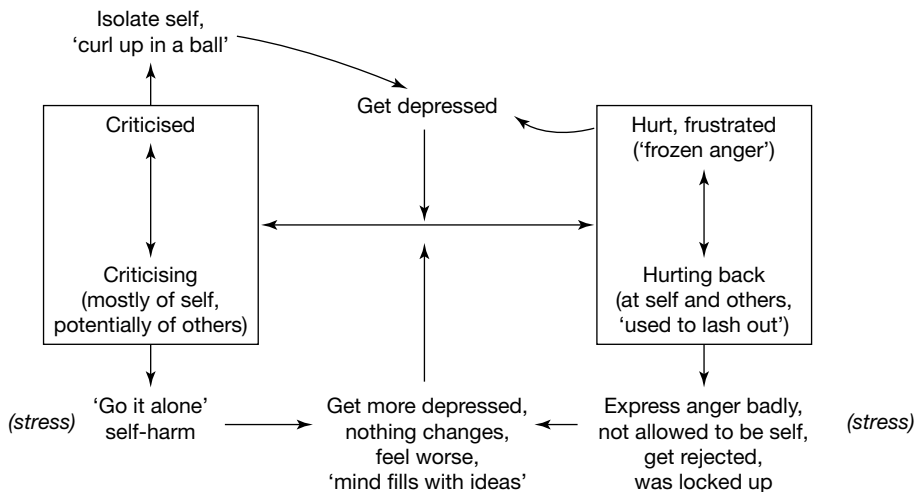 Isolate self,
‘curl up in a ball’
Get depressed
Criticised
Hurt, frustrated
(‘frozen anger’)
Criticising
(mostly of self,
potentially of others)
Hurting back
(at self and others,
‘used to lash out’)
(stress)
‘Go it alone’
self-harm
Get more depressed,
nothing changes,
feel worse,
‘mind fills with ideas’
Express anger badly,
not allowed to be self,
get rejected,
was locked up
(stress)